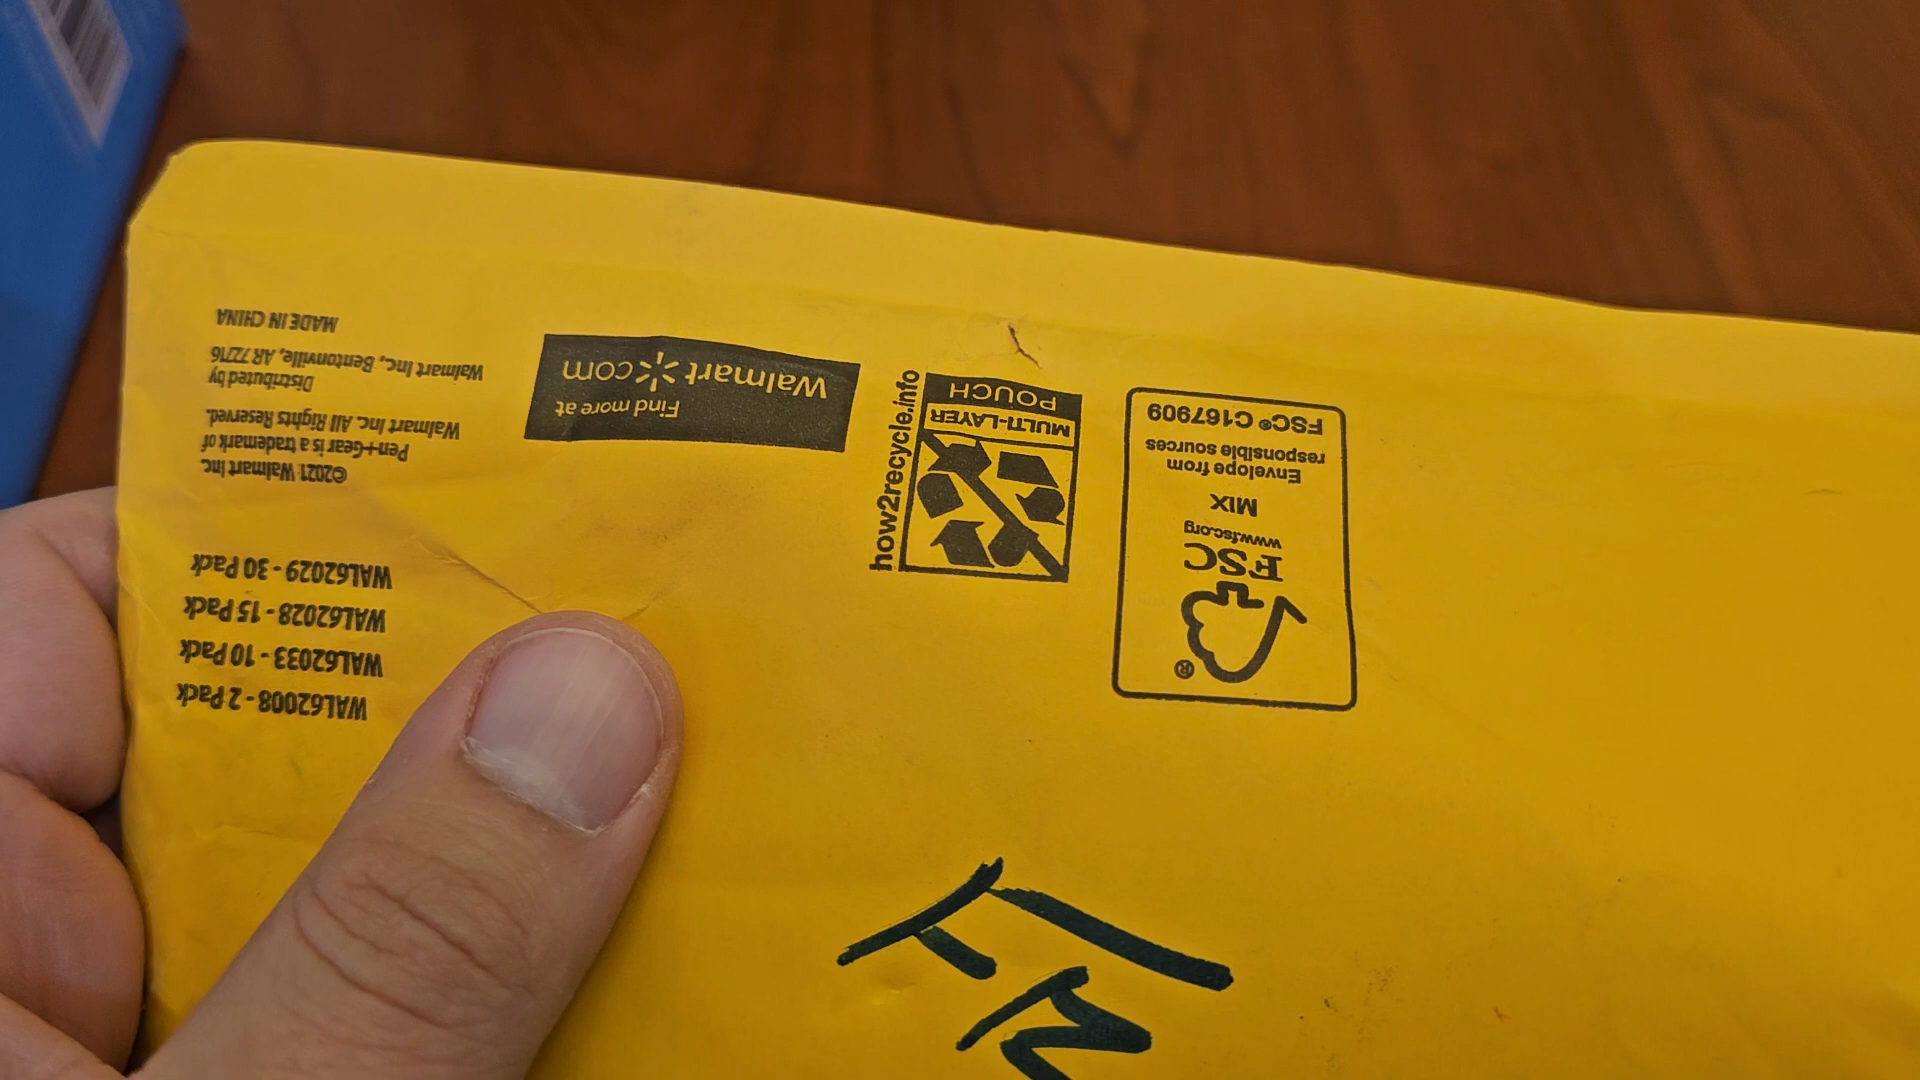 WAL62008 - 2 Pack
WAL62033 - 10 Pack
WAL62028 - 15 Pack
WAL62029 - 30 Pack
©2021 Walmart Inc
Pen+Gear is a trademark of
Walmart Inc. All Rights Reserved.
Distributed by
Walmart Inc., Bentonville, AR 72716
MADE IN CHINA
Find more at
Walmart.com
how2recycle.info
MULTI-LAYER
POUCH
®
FSC
www.fsc.org
MIX
Envelope from
responsible sources
FSC® C167909